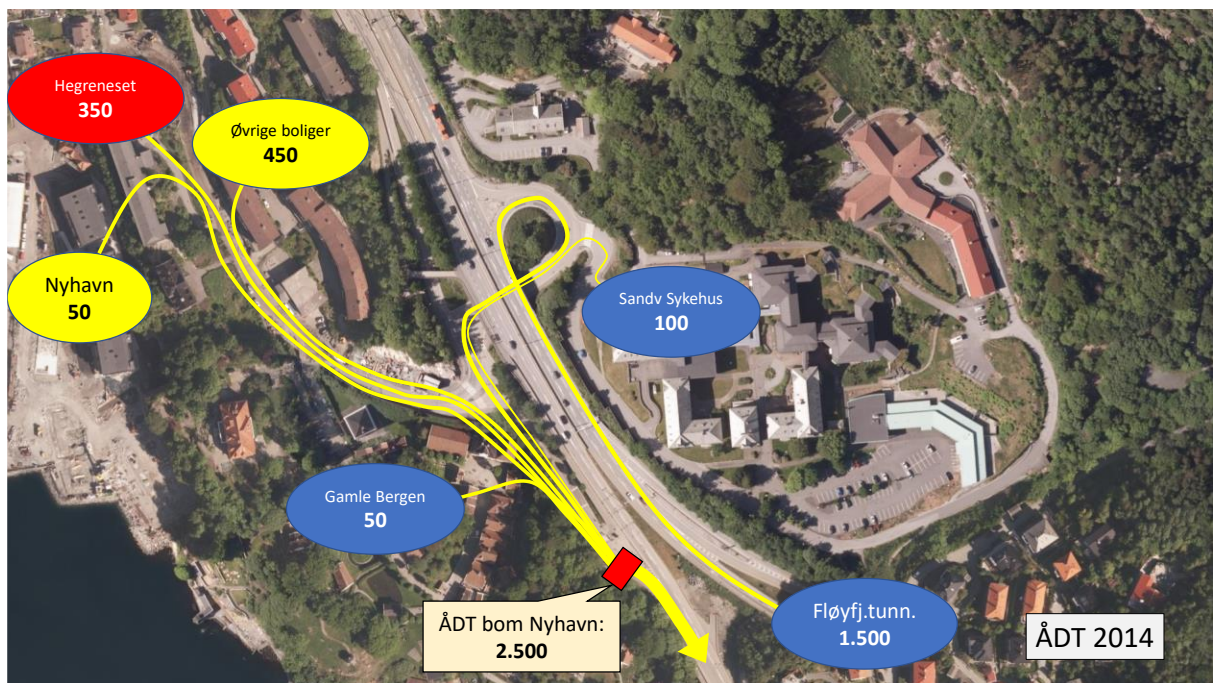 Hegreneset
350
Øvrige boliger
450
Nyhavn
50
Sandv Sykehus
100
Gamle Bergen
50
ÅDT bom Nyhavn:
2.500
Fløyfj.tunn.
1.500
ÅDT 2014